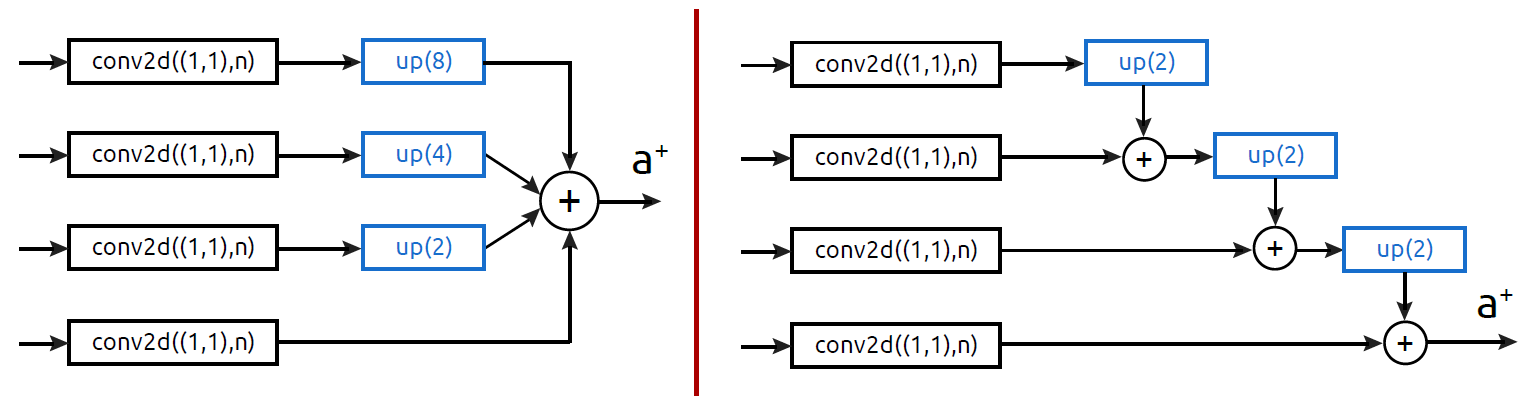 conv2d((1,1),n)
up(8)
conv2d((1,1),n)
up(4)
conv2d((1,1),n)
up(2)
conv2d((1,1),n)
+
a+
conv2d((1,1),n)
up(2)
conv2d((1,1),n)
+
up(2)
conv2d((1,1),n)
+
up(2)
conv2d((1,1),n)
+
a+